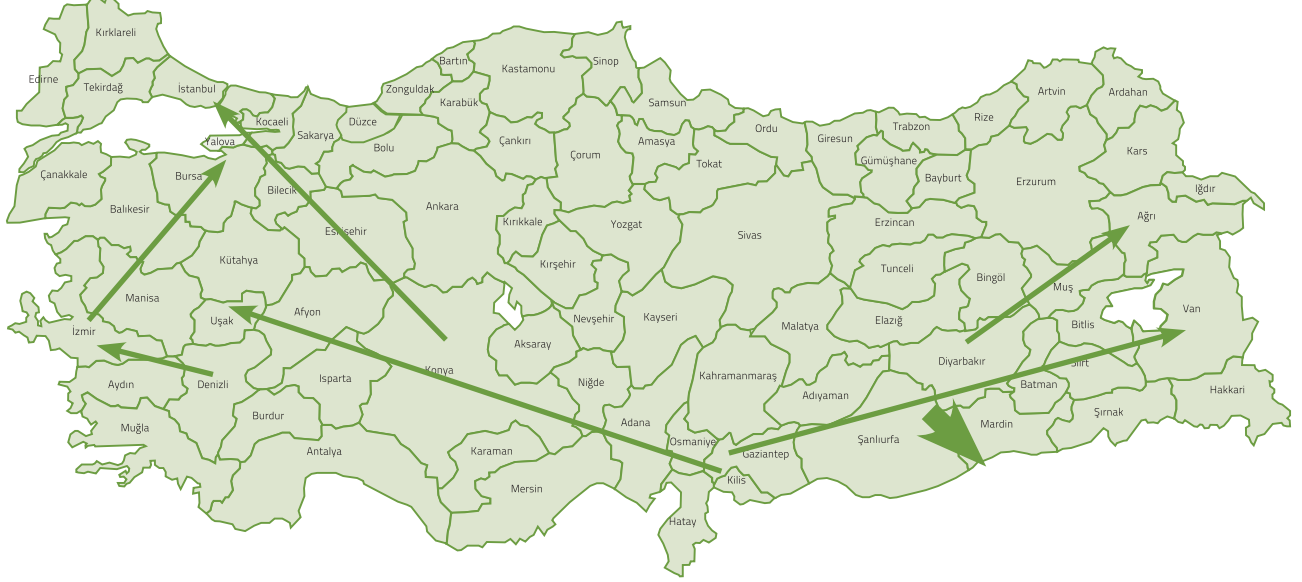 Kırklareli
Edirne
Tekirdağ
İstanbul
Kocaeli
Yalova
Sakarya
Düzce
Zonguldak
Bartın
Karabük
Kastamonu
Sinop
Samsun
Ordu
Giresun
Trabzon
Rize
Artvin
Ardahan
Çanakkale
Bursa
Bilecik
Bolu
Çankırı
Çorum
Amasya
Tokat
Gümüşhane
Bayburt
Erzurum
Kars
Iğdır
Balıkesir
Eskişehir
Ankara
Kırıkkale
Yozgat
Sivas
Erzincan
Ağrı
Kütahya
Kırşehir
Tunceli
Bingöl
Muş
Manisa
Uşak
Afyon
Nevşehir
Kayseri
Malatya
Elazığ
Bitlis
Van
İzmir
Aksaray
Diyarbakır
Siirt
Aydın
Denizli
Isparta
Konya
Niğde
Kahramanmaraş
Adıyaman
Batman
Hakkari
Muğla
Burdur
Adana
Osmaniye
Gaziantep
Şanlıurfa
Mardin
Şırnak
Antalya
Karaman
Mersin
Kilis
Hatay